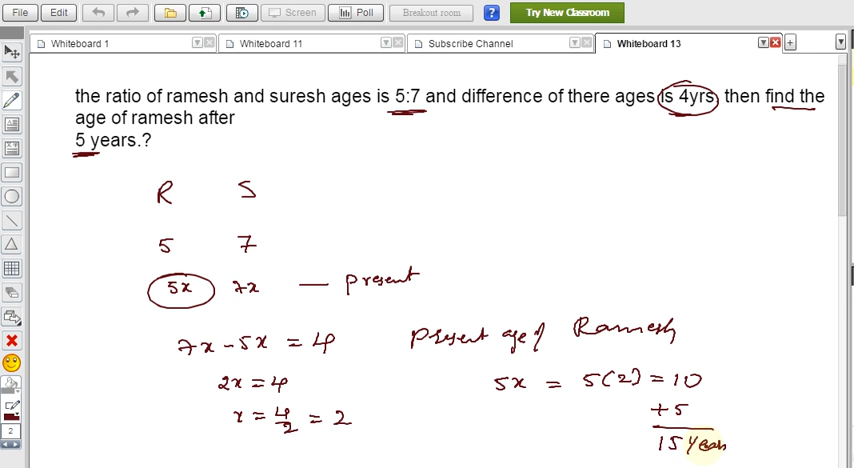 File Edit Screen Poll Breakout room ? Try New Classroom
Whiteboard 1 Whiteboard 11 Subscribe Channel Whiteboard 13
the ratio of ramesh and suresh ages is 5:7 and difference of there ages is 4yrs, then find the
age of ramesh after
5 years.?
R S
5 7
5x 7x — present
7x - 5x = 4 Present age of Ramesh
2x = 4 5x = 5(2) = 10
x = 4/2 = 2 +5
15 years
2